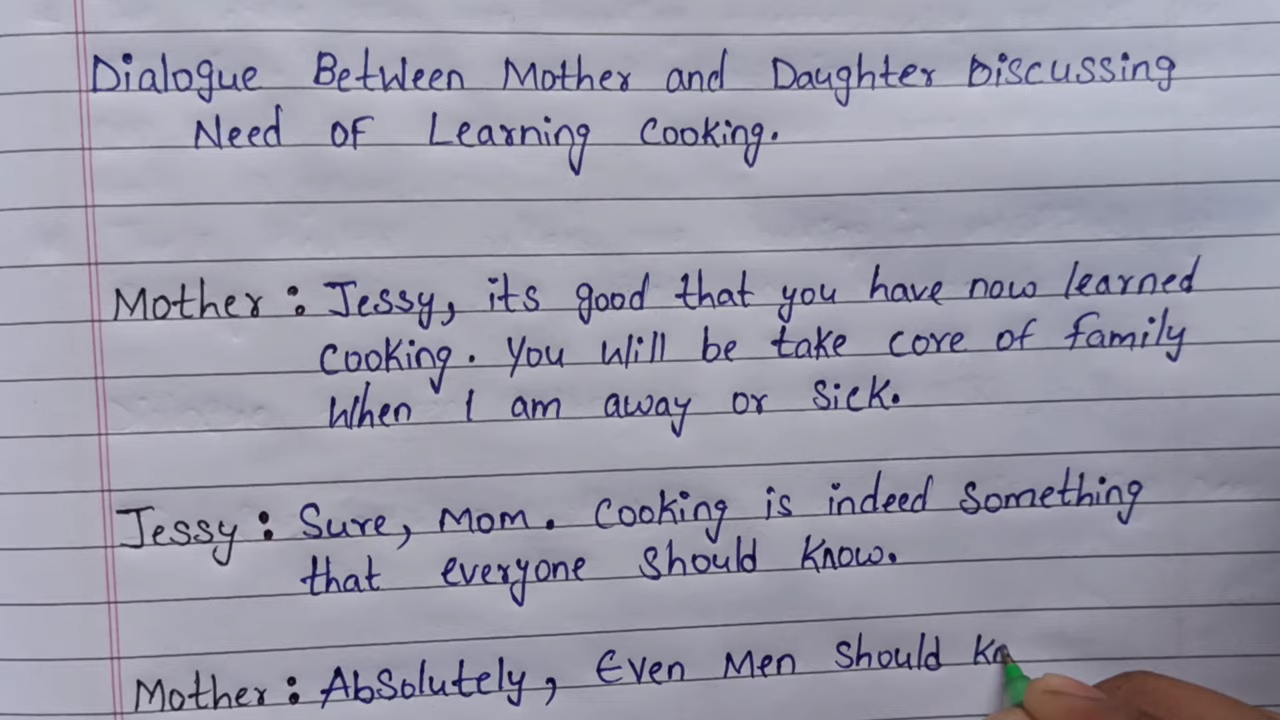 Dialogue Between Mother and Daughter Discussing
Need of Learning Cooking.
Mother : Jessy, its good that you have now learned
cooking. You will be take core of family
when I am away or sick.
Jessy : Sure, Mom. Cooking is indeed something
that everyone should know.
Mother : Absolutely, Even Men should